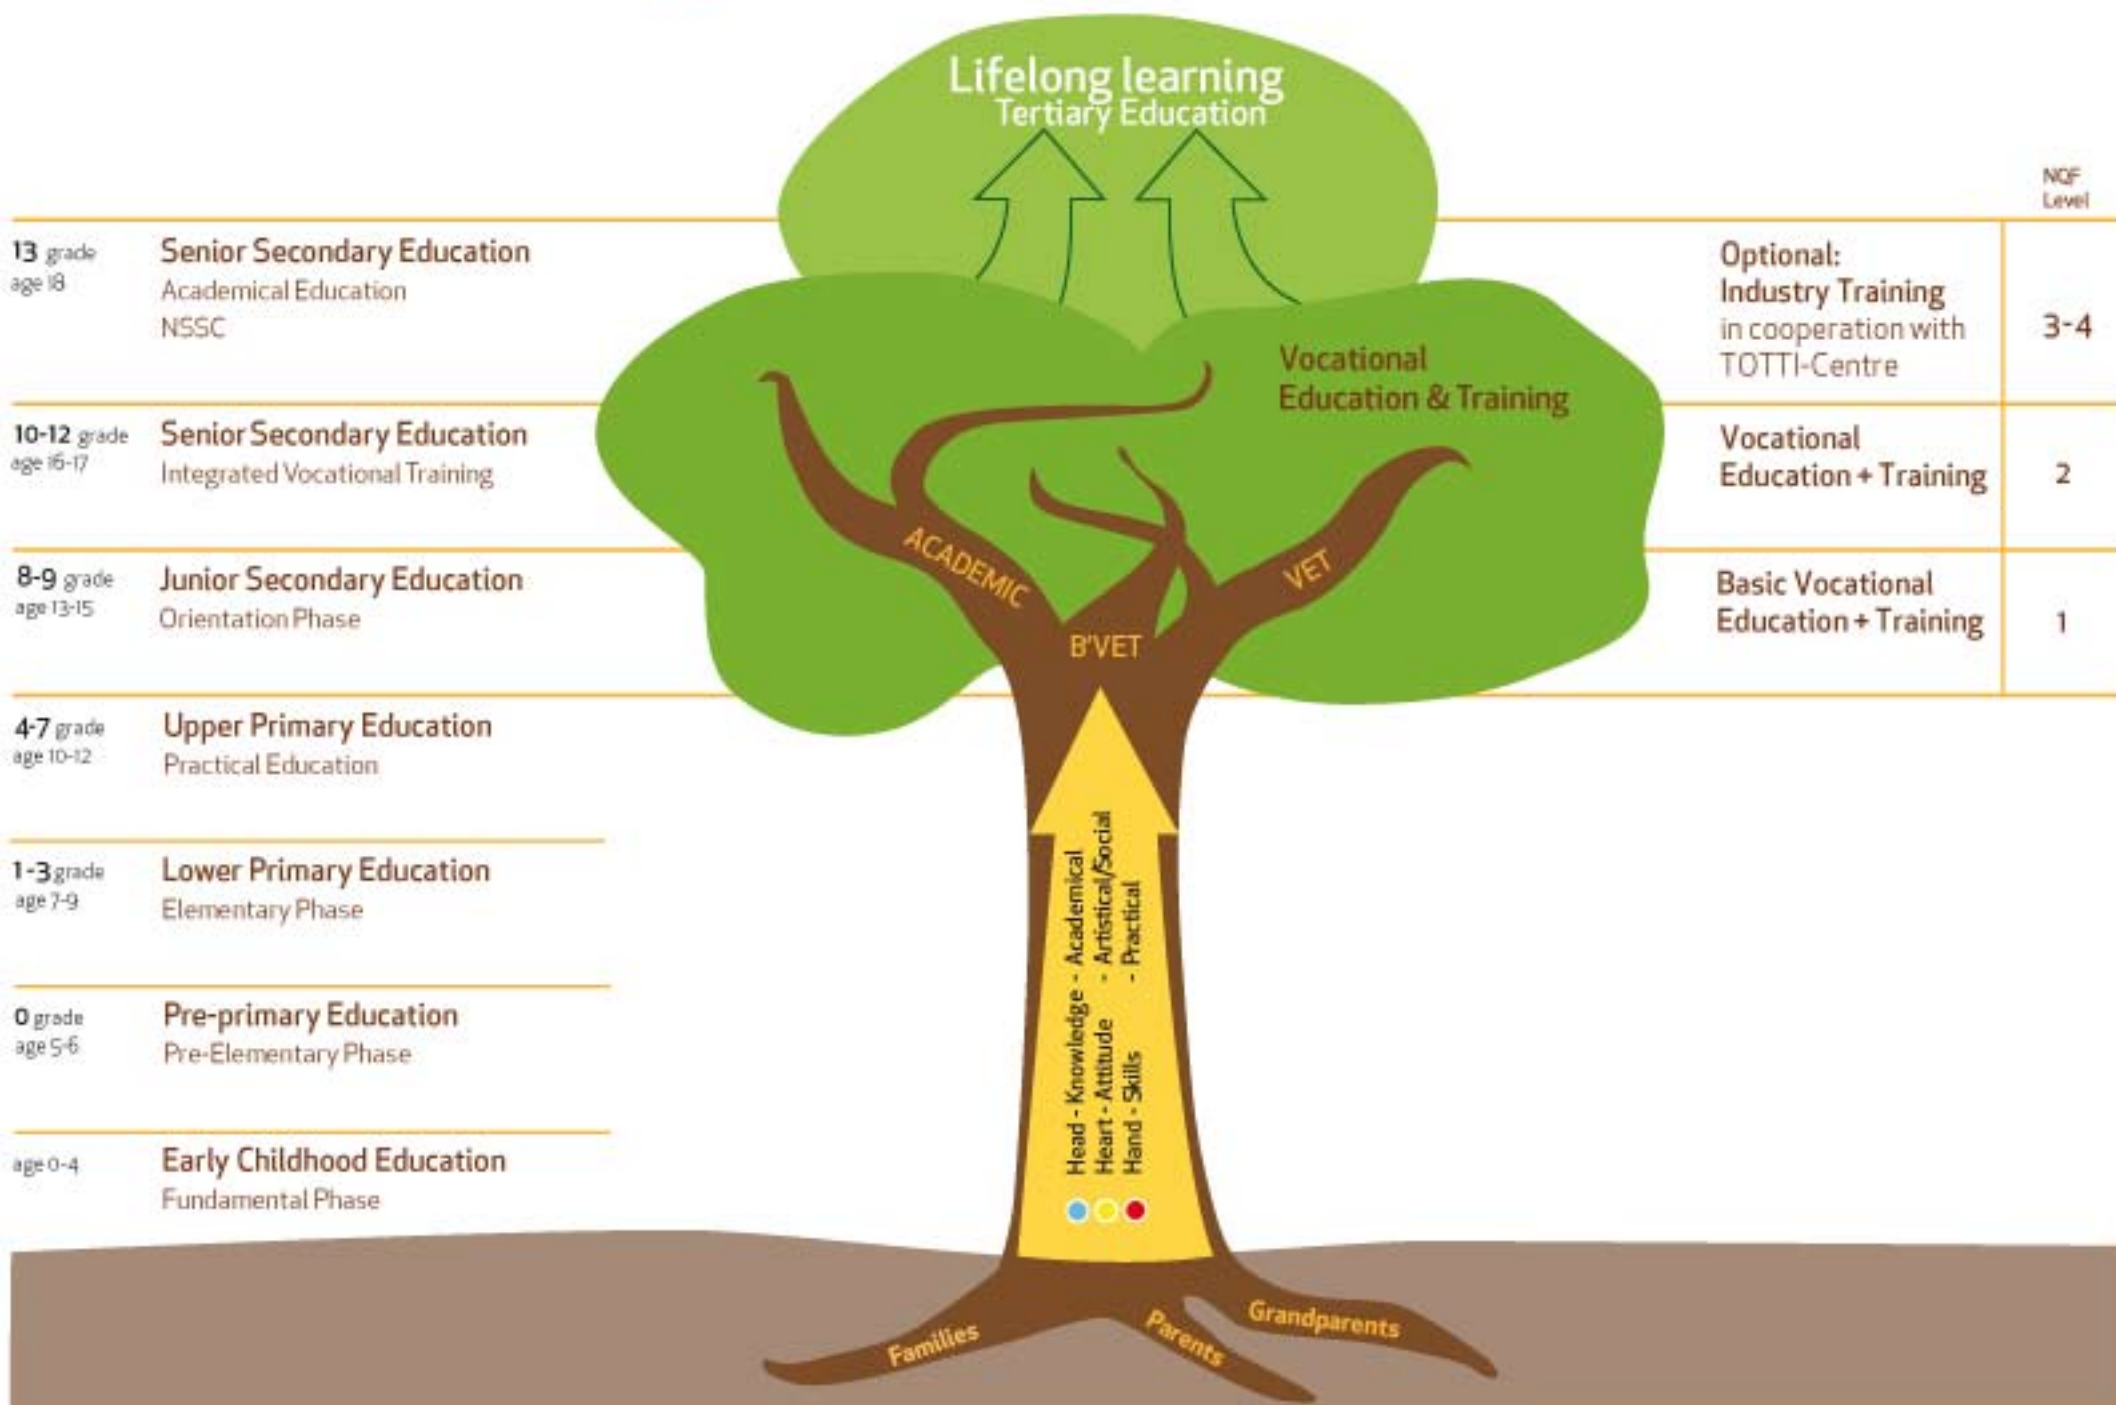 Lifelong learning
Tertiary Education
NQF
Level
13 grade
age 18
Senior Secondary Education
Academical Education
NSSC
Optional:
Industry Training
in cooperation with
TOTTI-Centre
3-4
Vocational
Education & Training
10-12 grade
age 16-17
Senior Secondary Education
Integrated Vocational Training
Vocational
Education + Training
2
8-9 grade
age 13-15
Junior Secondary Education
Orientation Phase
ACADEMIC
VET
B'VET
Basic Vocational
Education + Training
1
4-7 grade
age 10-12
Upper Primary Education
Practical Education
1-3 grade
age 7-9
Lower Primary Education
Elementary Phase
0 grade
age 5-6
Pre-primary Education
Pre-Elementary Phase
age 0-4
Early Childhood Education
Fundamental Phase
Head - Knowledge - Academical
Heart - Attitude - Artistical/Social
Hand - Skills - Practical
Families
Parents
Grandparents